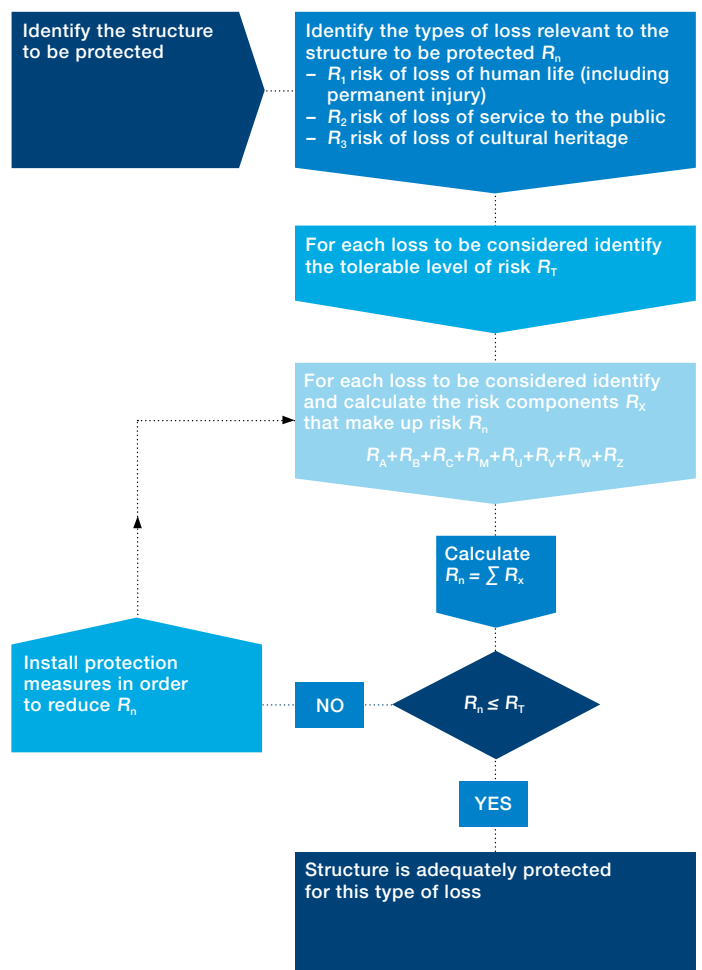 Identify the structure
to be protected
Identify the types of loss relevant to the
structure to be protected Rn
– R1 risk of loss of human life (including
permanent injury)
– R2 risk of loss of service to the public
– R3 risk of loss of cultural heritage
For each loss to be considered identify
the tolerable level of risk RT
For each loss to be considered identify
and calculate the risk components RX
that make up risk Rn
RA+RB+RC+RM+RU+RV+RW+RZ
Calculate
Rn = ∑ Rx
Install protection
measures in order
to reduce Rn
NO
Rn ≤ RT
YES
Structure is adequately protected
for this type of loss